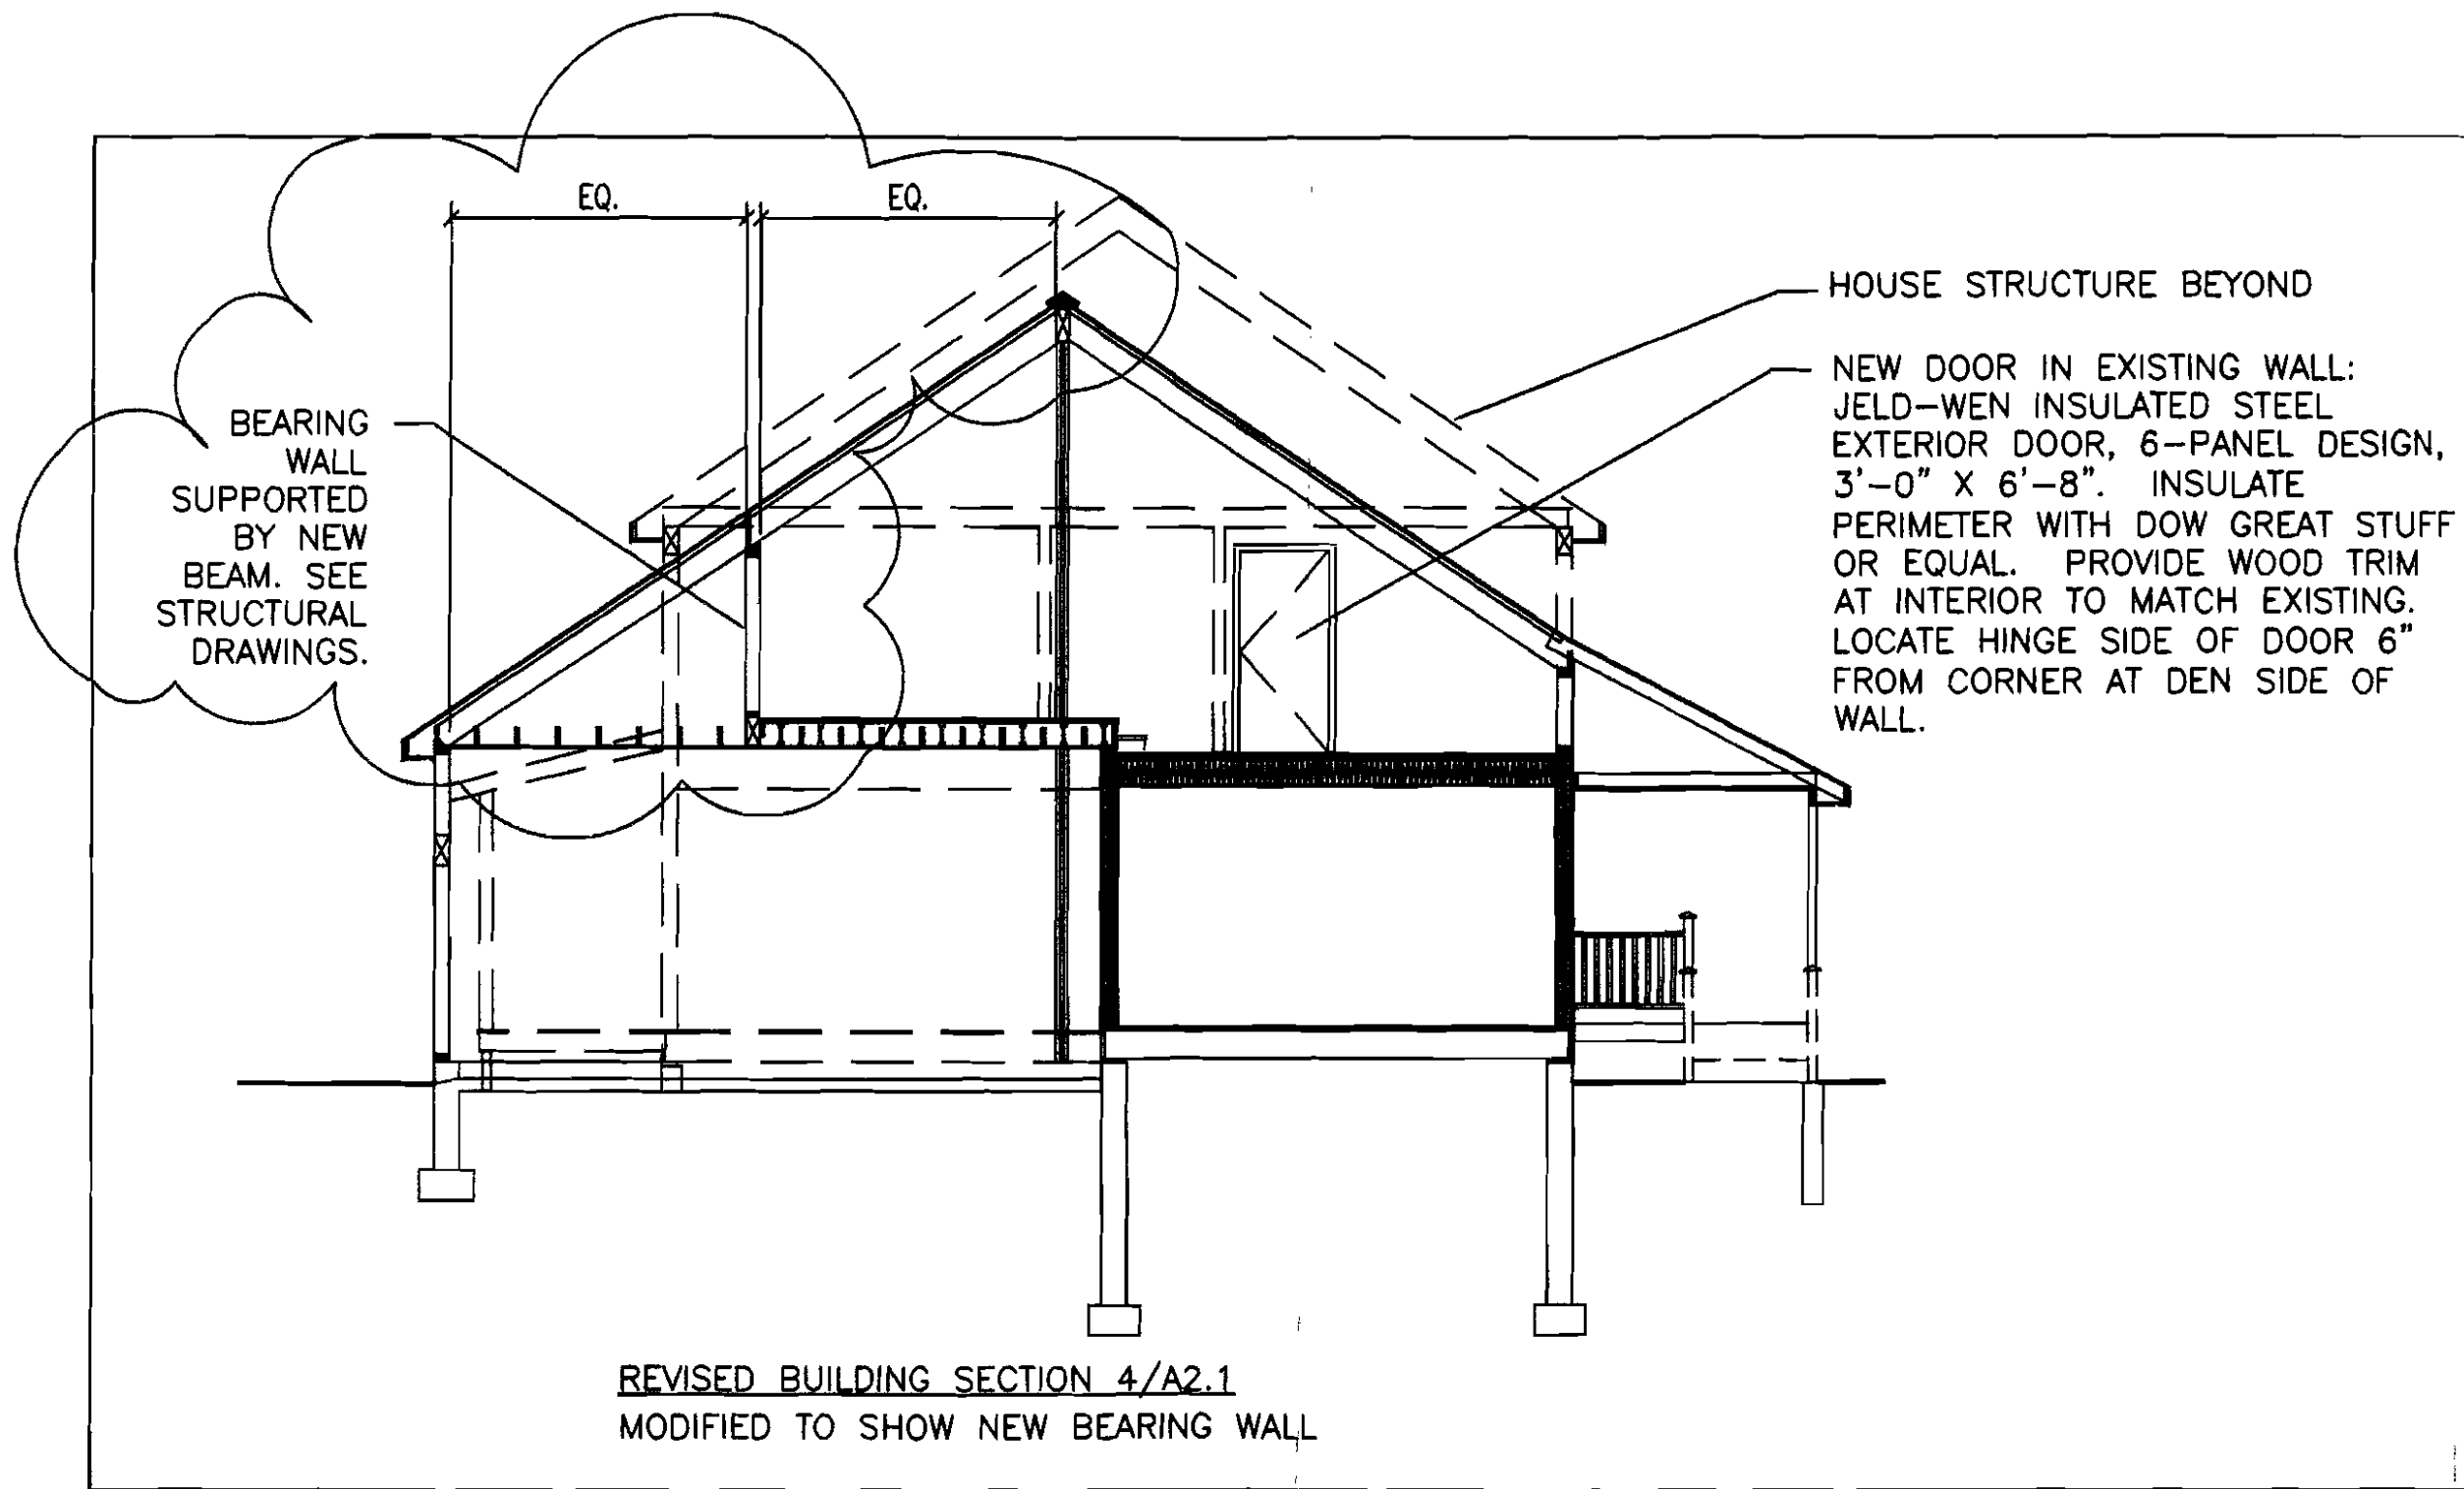 EQ.
EQ.
HOUSE STRUCTURE BEYOND
NEW DOOR IN EXISTING WALL:
JELD-WEN INSULATED STEEL
EXTERIOR DOOR, 6-PANEL DESIGN,
3'-0" X 6'-8". INSULATE
PERIMETER WITH DOW GREAT STUFF
OR EQUAL. PROVIDE WOOD TRIM
AT INTERIOR TO MATCH EXISTING.
LOCATE HINGE SIDE OF DOOR 6"
FROM CORNER AT DEN SIDE OF
WALL.
BEARING
WALL
SUPPORTED
BY NEW
BEAM. SEE
STRUCTURAL
DRAWINGS.
REVISED BUILDING SECTION 4/A2.1
MODIFIED TO SHOW NEW BEARING WALL